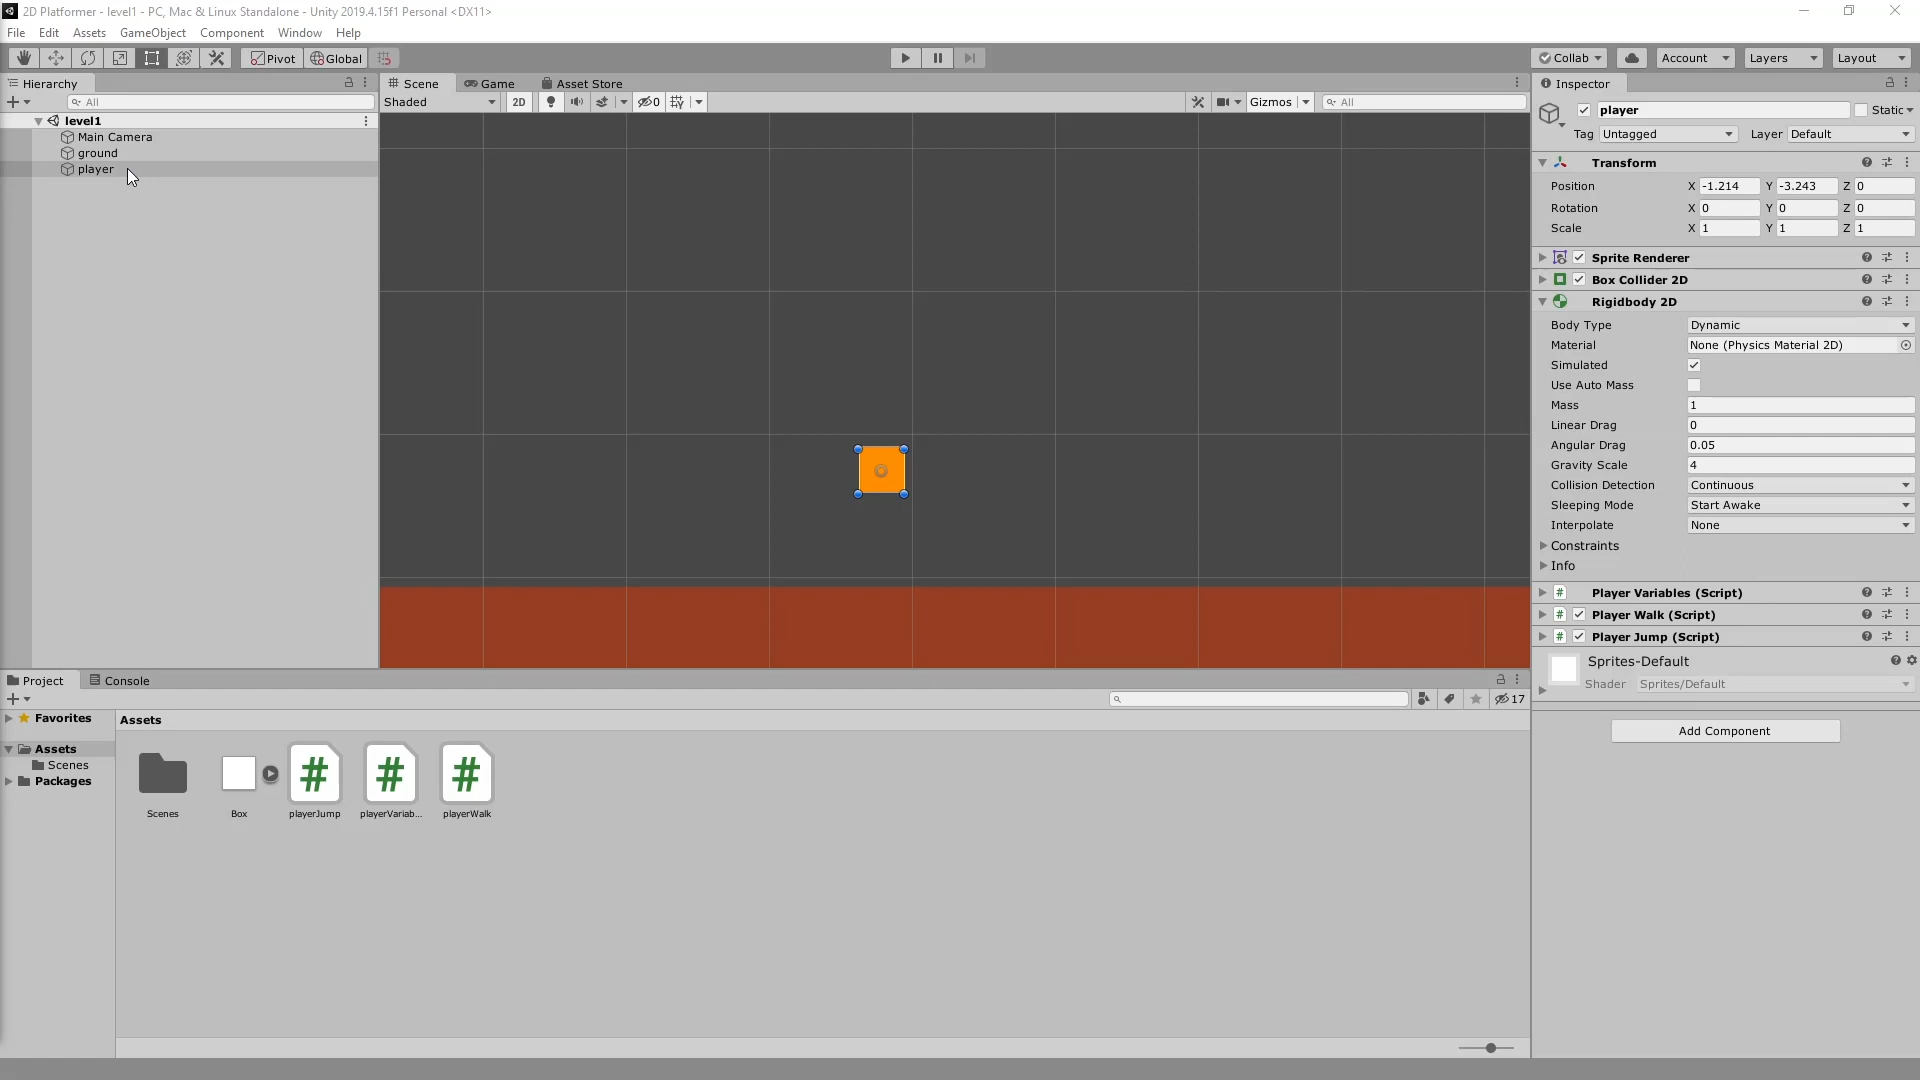 2D Platformer - level1 - PC, Mac & Linux Standalone - Unity 2019.4.15f1 Personal <DX11>
File Edit Assets GameObject Component Window Help
Pivot Global Collab Account Layers Layout
Hierarchy
All
level1
Main Camera
ground
player
Scene Game Asset Store
Shaded 2D 0 Gizmos All
Inspector
player Static
Tag Untagged Layer Default
Transform
Position X -1.214 Y -3.243 Z 0
Rotation X 0 Y 0 Z 0
Scale X 1 Y 1 Z 1
Sprite Renderer
Box Collider 2D
Rigidbody 2D
Body Type Dynamic
Material None (Physics Material 2D)
Simulated
Use Auto Mass
Mass 1
Linear Drag 0
Angular Drag 0.05
Gravity Scale 4
Collision Detection Continuous
Sleeping Mode Start Awake
Interpolate None
Constraints
Info
# Player Variables (Script)
# Player Walk (Script)
# Player Jump (Script)
Sprites-Default
Shader Sprites/Default
Add Component
Project Console
17
Favorites
Assets
Scenes
Packages
Assets
# # #
Scenes Box playerJump playerVariab... playerWalk